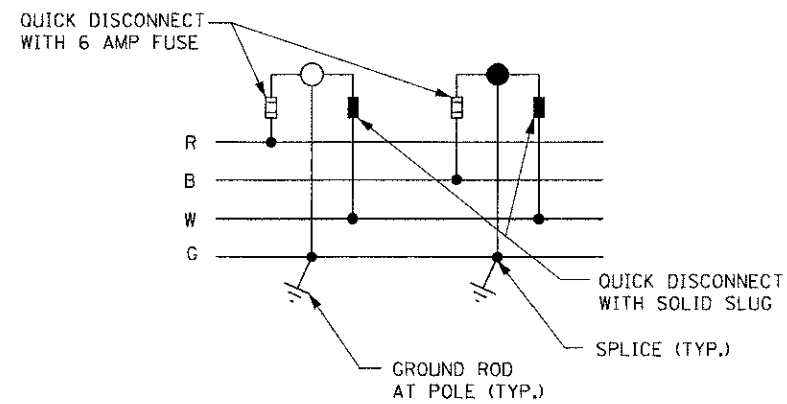 QUICK DISCONNECT
WITH 6 AMP FUSE
R
B
W
G
QUICK DISCONNECT
WITH SOLID SLUG
SPLICE (TYP.)
GROUND ROD
AT POLE (TYP.)